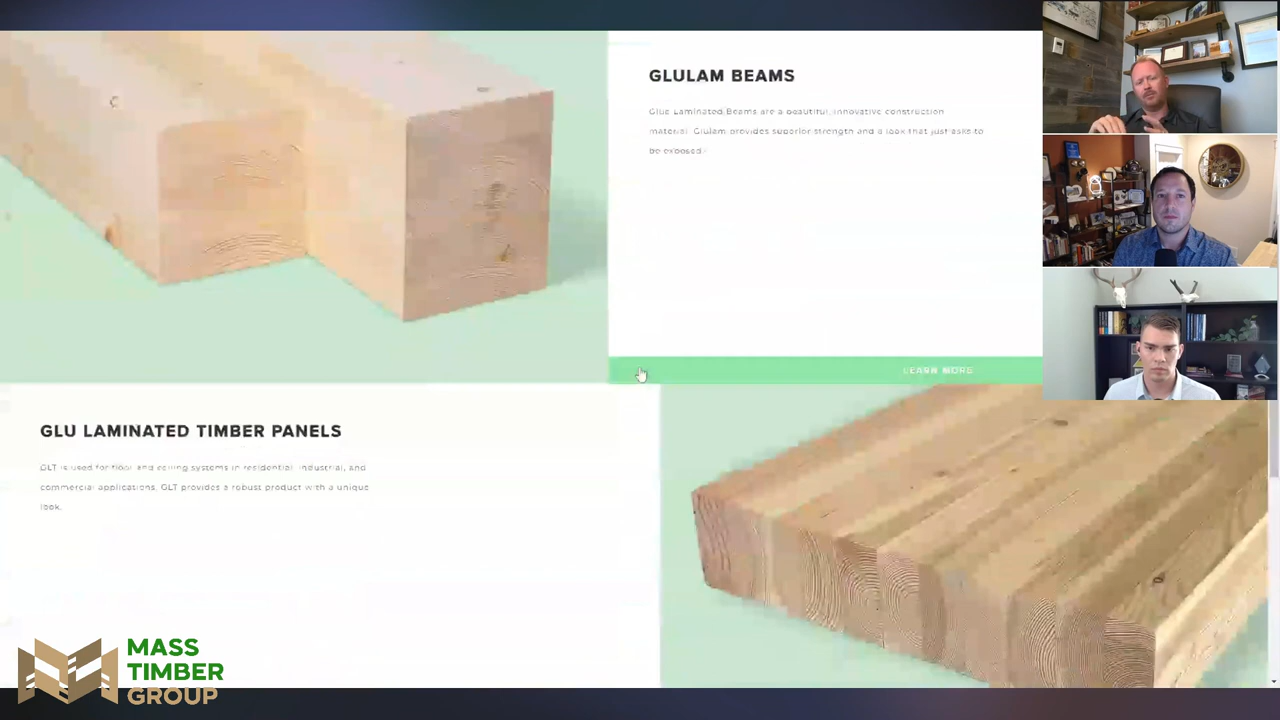 GLULAM BEAMS
Glue Laminated Beams are a beautiful, innovative construction
material. Glulam provides superior strength and a look that just asks to
be exposed.
LEARN MORE
GLU LAMINATED TIMBER PANELS
GLT is used for floor and ceiling systems in residential, industrial, and
commercial applications. GLT provides a robust product with a unique
look.
MASS
TIMBER
GROUP